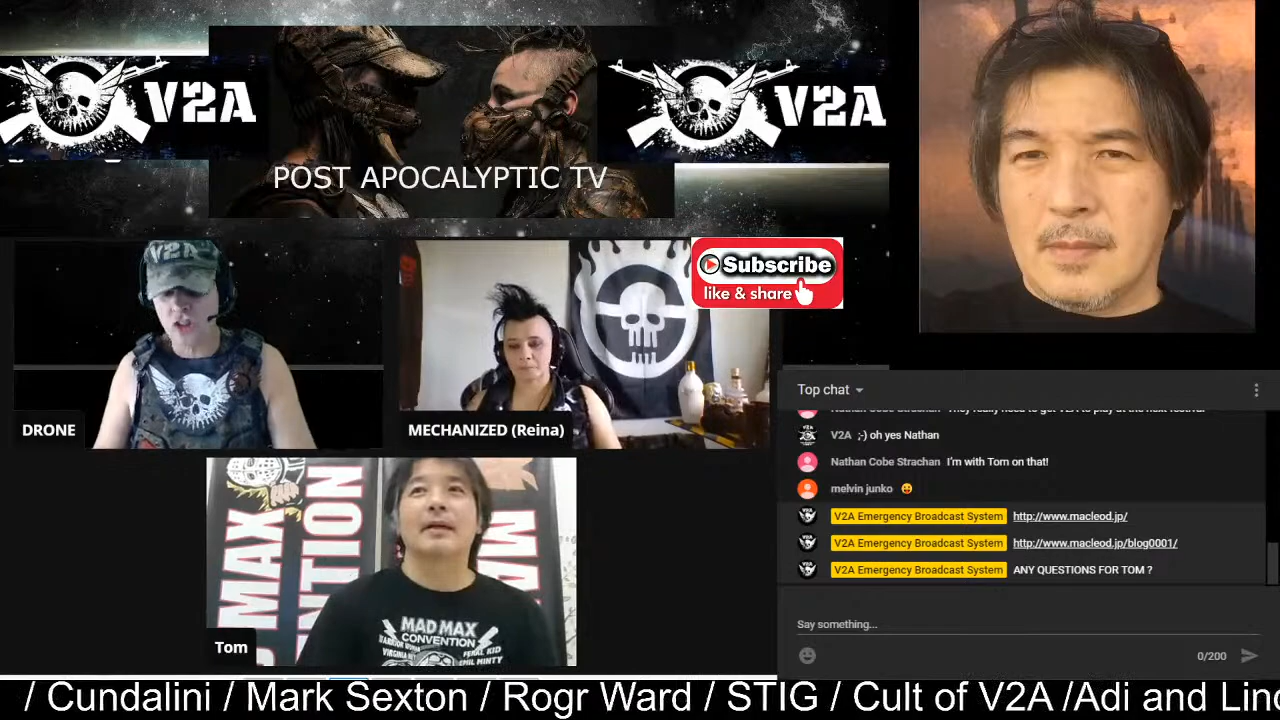 V2A
V2A
POST APOCALYPTIC TV
V2A
Subscribe
like & share
DRONE
MECHANIZED (Reina)
MAD MAX
CONVENTION
Tom
Top chat
V2A ;-) oh yes Nathan
Nathan Cobe Strachan I'm with Tom on that!
melvin junko 😀
V2A Emergency Broadcast System http://www.macleod.jp/
V2A Emergency Broadcast System http://www.macleod.jp/blog0001/
V2A Emergency Broadcast System ANY QUESTIONS FOR TOM ?
Say something...
0/200
/ Cundalini / Mark Sexton / Rogr Ward / STIG / Cult of V2A /Adi and Linc